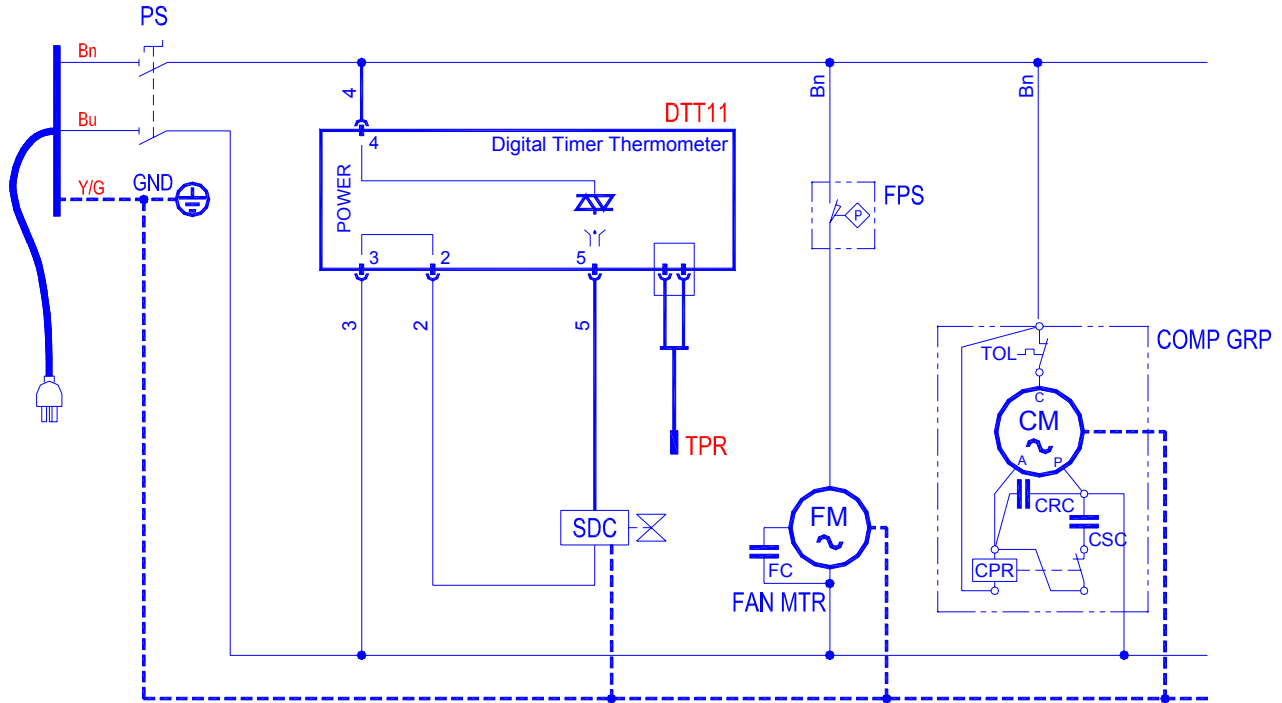 PS
Bn
Bu
Y/G
GND
4
DTT11
4
Digital Timer Thermometer
POWER
3
2
5
3
2
5
TPR
SDC
Bn
FPS
P
FM
FC
FAN MTR
Bn
COMP GRP
TOL
C
CM
A
P
CRC
CSC
CPR